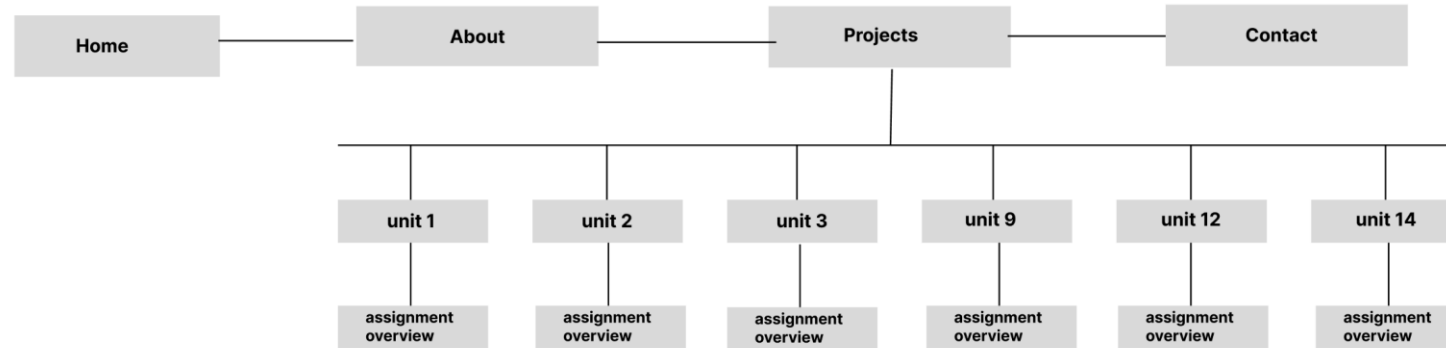 Home
About
Projects
Contact
unit 1
unit 2
unit 3
unit 9
unit 12
unit 14
assignment
overview
assignment
overview
assignment
overview
assignment
overview
assignment
overview
assignment
overview